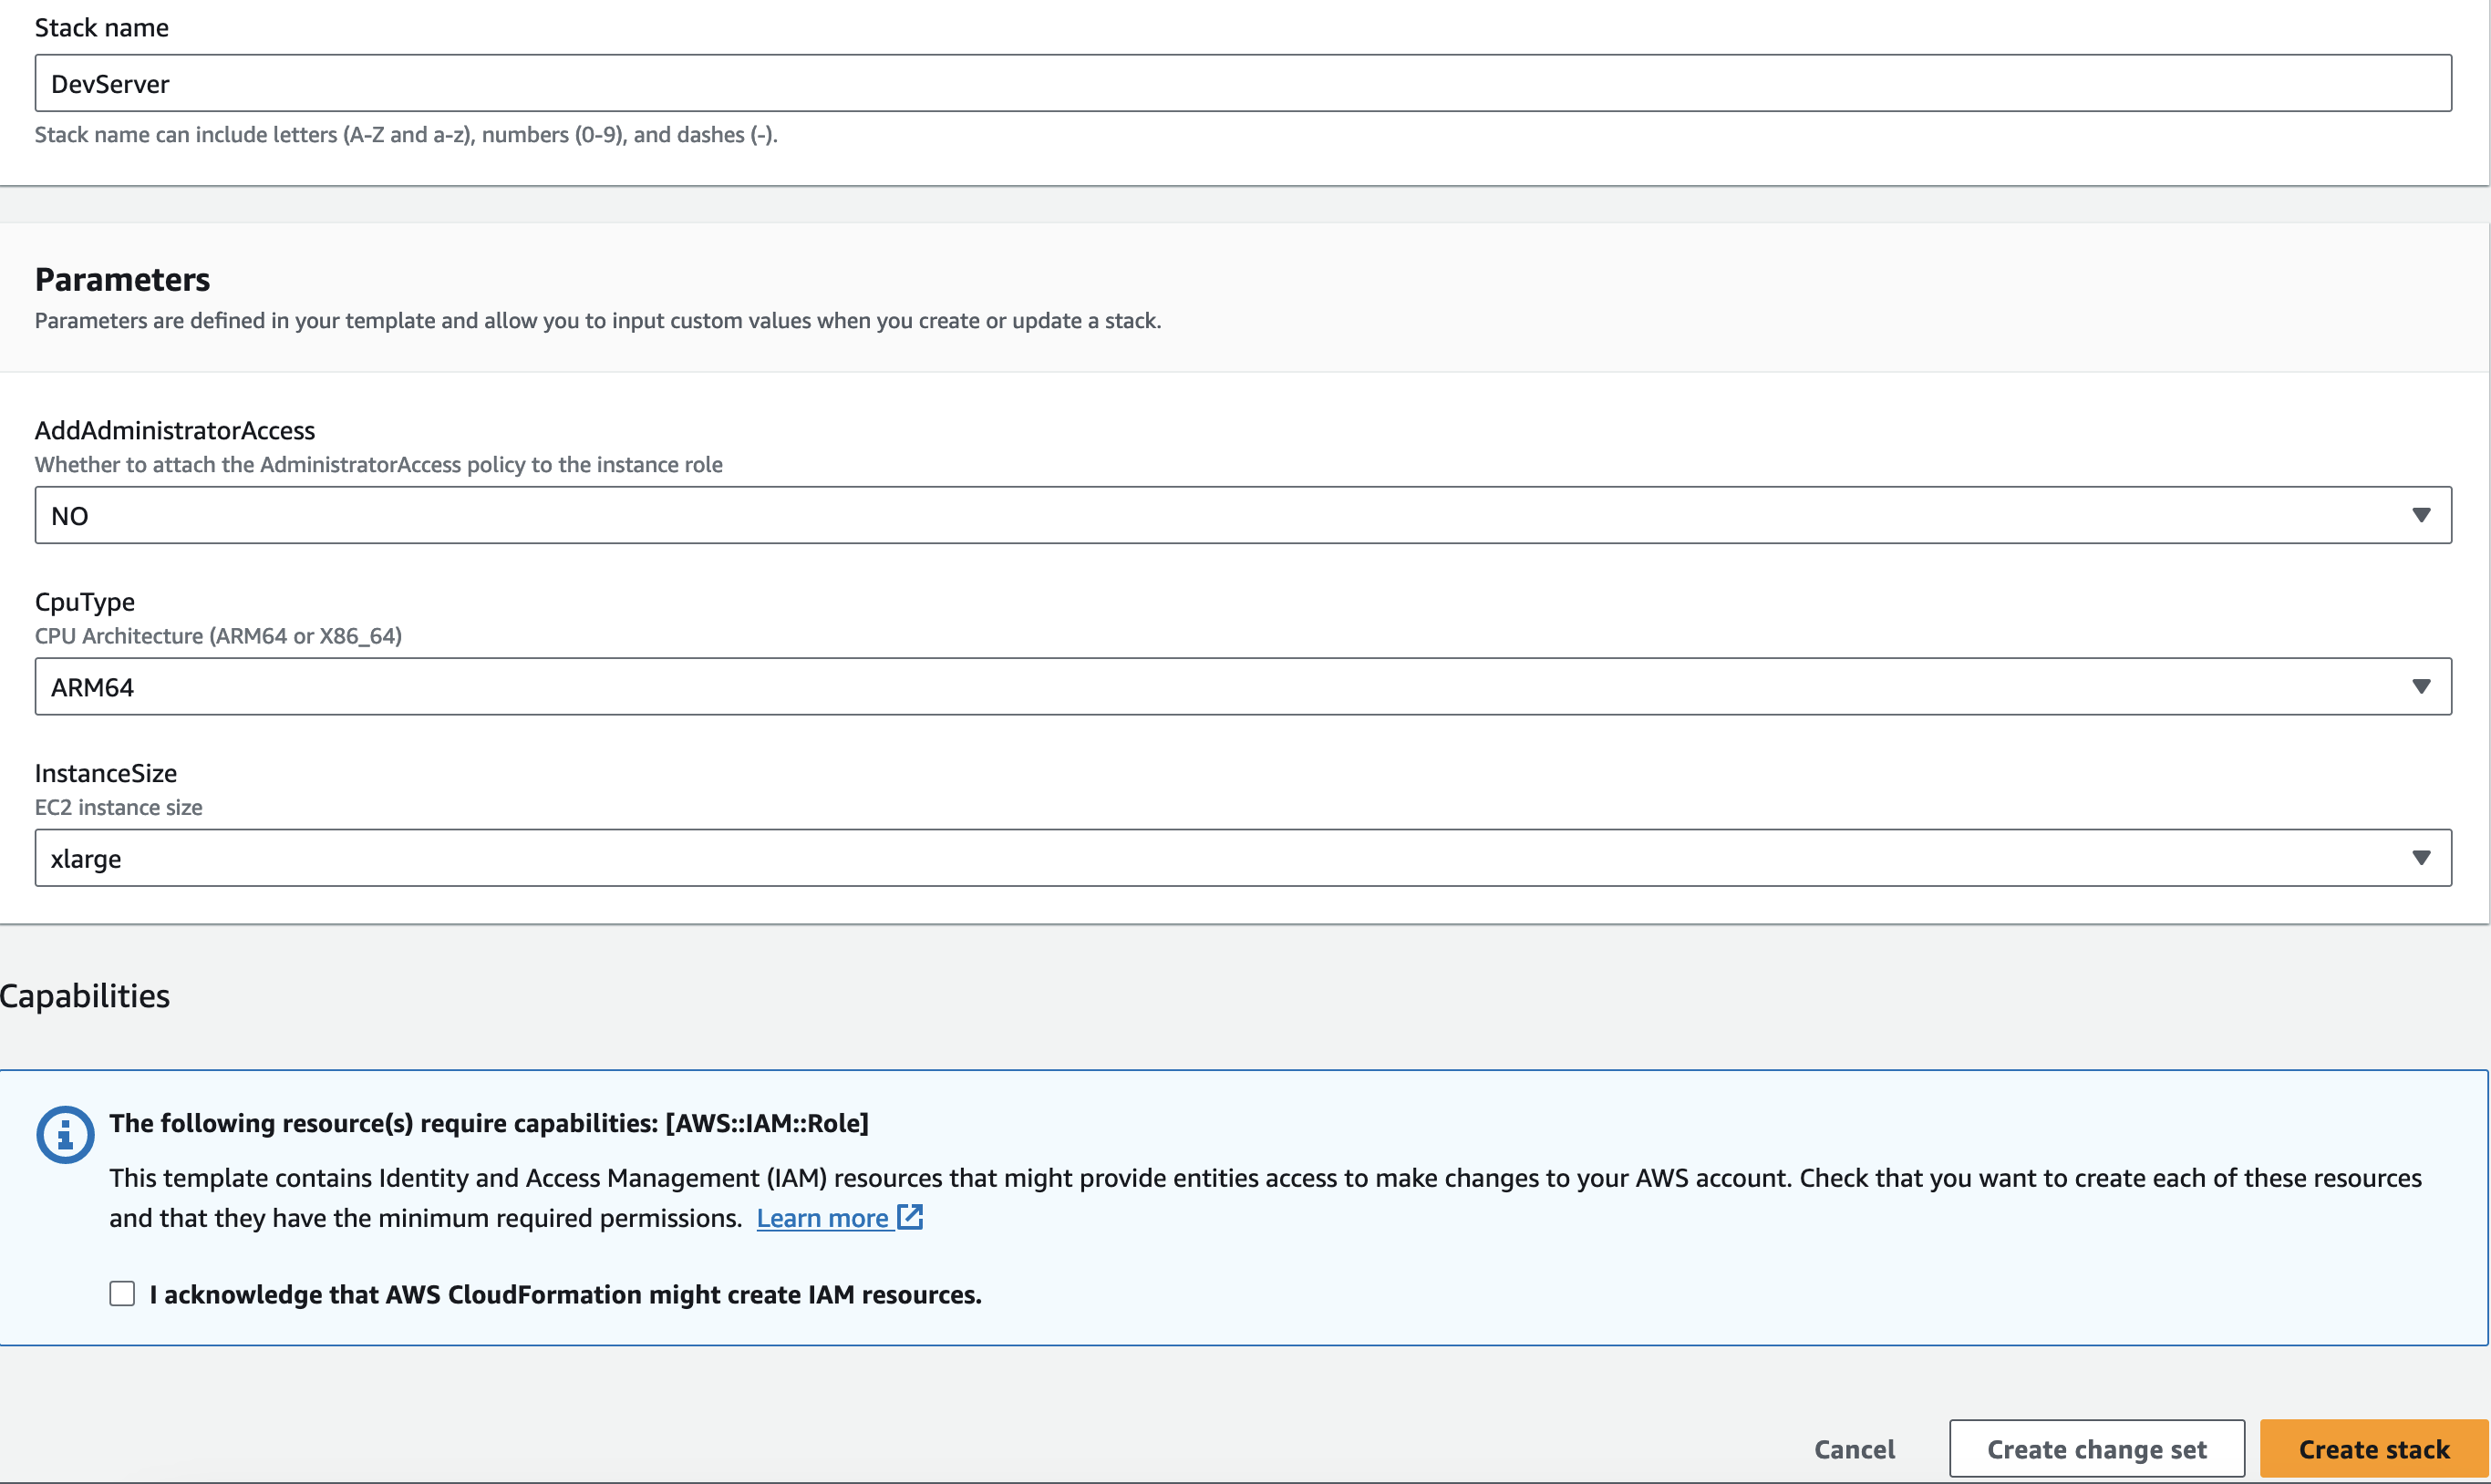 Stack name
DevServer
Stack name can include letters (A-Z and a-z), numbers (0-9), and dashes (-).
Parameters
Parameters are defined in your template and allow you to input custom values when you create or update a stack.
AddAdministratorAccess
Whether to attach the AdministratorAccess policy to the instance role
NO
CpuType
CPU Architecture (ARM64 or X86_64)
ARM64
InstanceSize
EC2 instance size
xlarge
Capabilities
The following resource(s) require capabilities: [AWS::IAM::Role]
This template contains Identity and Access Management (IAM) resources that might provide entities access to make changes to your AWS account. Check that you want to create each of these resources
and that they have the minimum required permissions. Learn more
I acknowledge that AWS CloudFormation might create IAM resources.
Cancel Create change set Create stack